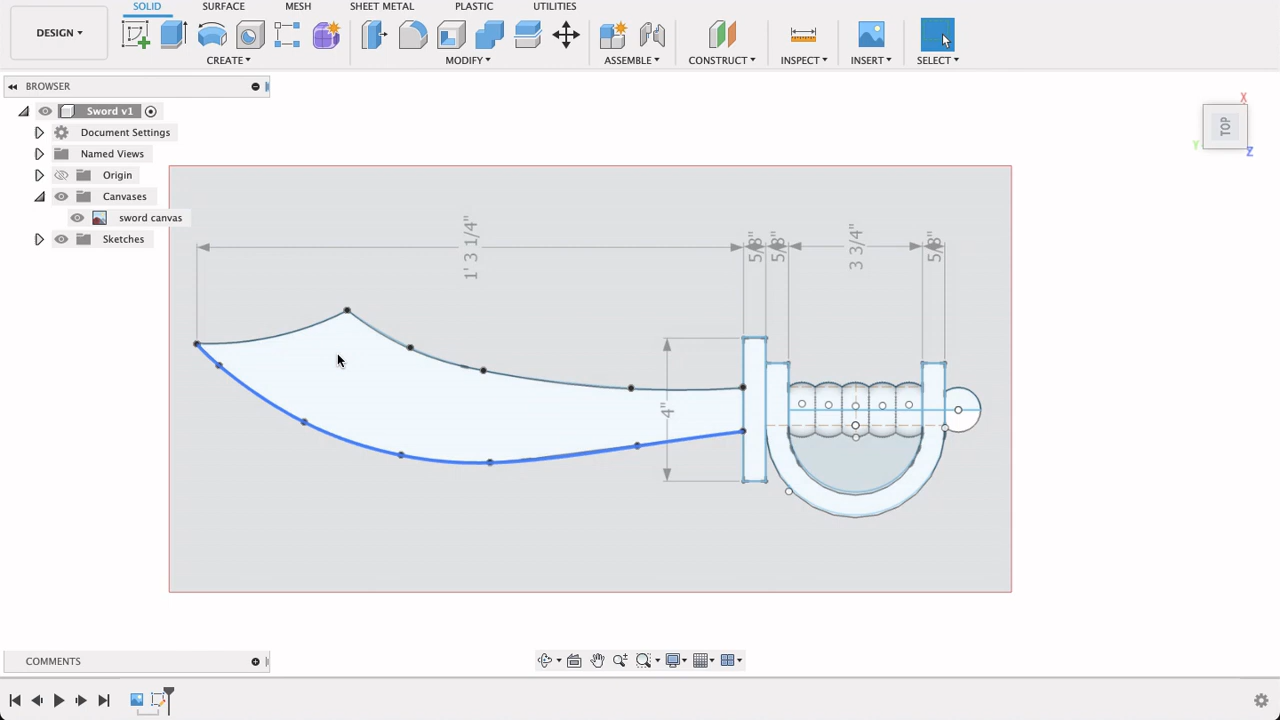 SOLID SURFACE MESH SHEET METAL PLASTIC UTILITIES
DESIGN
CREATE MODIFY ASSEMBLE CONSTRUCT INSPECT INSERT SELECT
BROWSER
Sword v1
Document Settings
Named Views
Origin
Canvases
sword canvas
Sketches
X
TOP
Y
Z
1' 3 1/4"
5/8"
5/8"
3 3/4"
5/8"
4"
COMMENTS